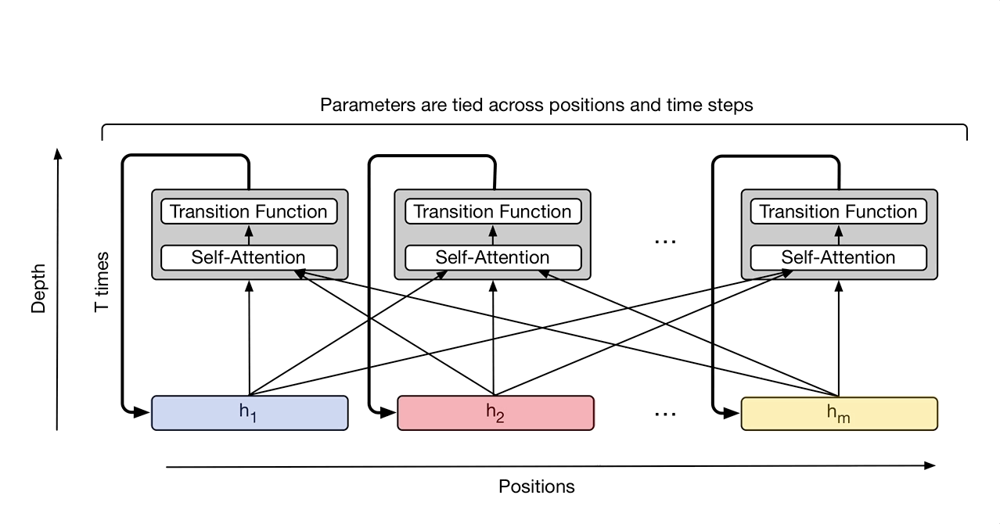 Parameters are tied across positions and time steps
Depth
T times
Transition Function
Self-Attention
Transition Function
Self-Attention
...
Transition Function
Self-Attention
h1
h2
...
hm
Positions